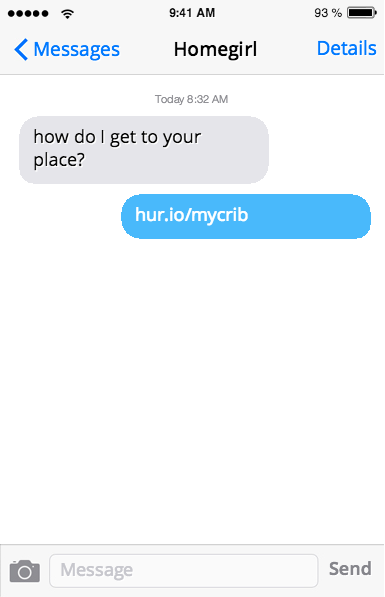 9:41 AM
93 %
Messages
Homegirl
Details
Today 8:32 AM
how do I get to your
place?
hur.io/mycrib
Message
Send